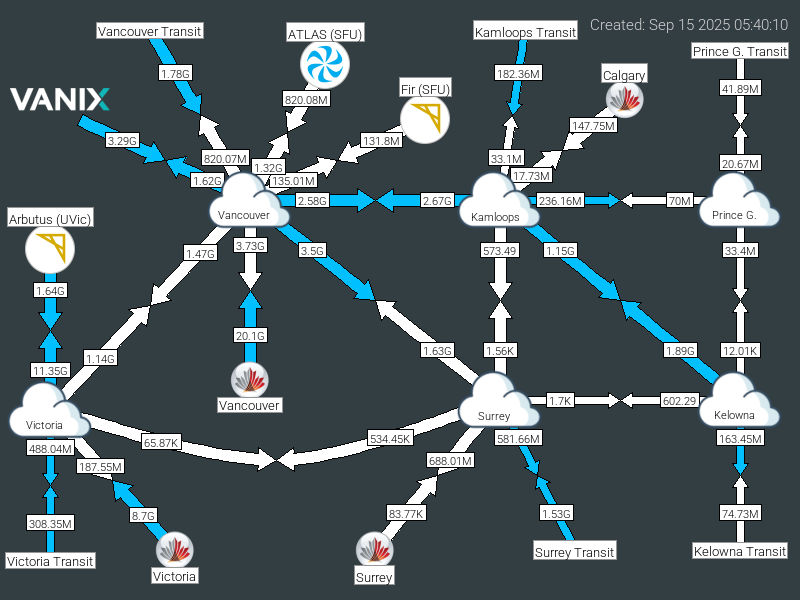 Created: Sep 15 2025 05:40:10
Vancouver Transit
ATLAS (SFU)
Kamloops Transit
Prince G. Transit
1.78G
182.36M
Calgary
Fir (SFU)
41.89M
VANIX
820.08M
147.75M
3.29G
131.8M
820.07M
33.1M
20.67M
1.32G
17.73M
1.62G
135.01M
2.58G
2.67G
236.16M
70M
Vancouver
Kamloops
Prince G.
Arbutus (UVic)
1.47G
3.73G
3.5G
573.49
1.15G
33.4M
1.64G
20.1G
1.14G
1.63G
1.56K
1.89G
12.01K
11.35G
Vancouver
1.7K
602.29
Victoria
Surrey
Kelowna
488.04M
65.87K
534.45K
581.66M
163.45M
187.55M
688.01M
308.35M
8.7G
83.77K
1.53G
74.73M
Victoria Transit
Victoria
Surrey
Surrey Transit
Kelowna Transit